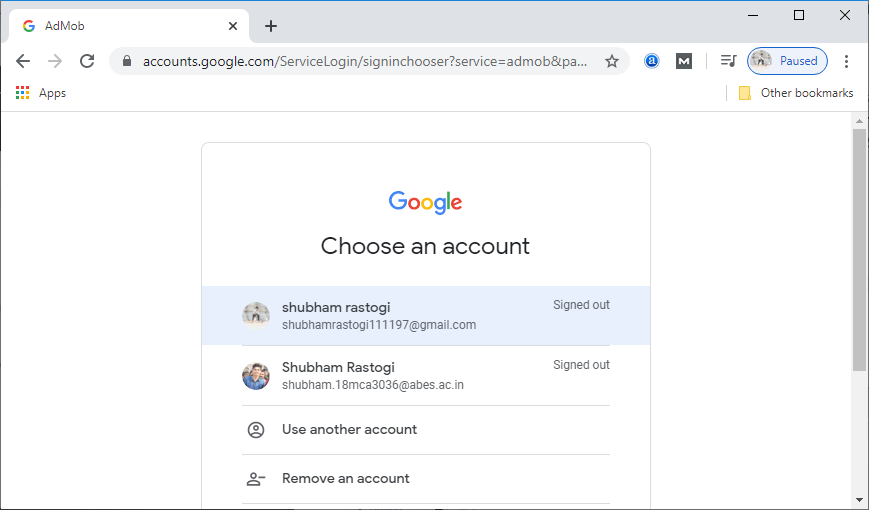 AdMob
accounts.google.com/ServiceLogin/signinchooser?service=admob&pa...
Paused
Apps
Other bookmarks
Google
Choose an account
shubham rastogi
Signed out
shubhamrastogi111197@gmail.com
Shubham Rastogi
Signed out
shubham.18mca3036@abes.ac.in
Use another account
Remove an account